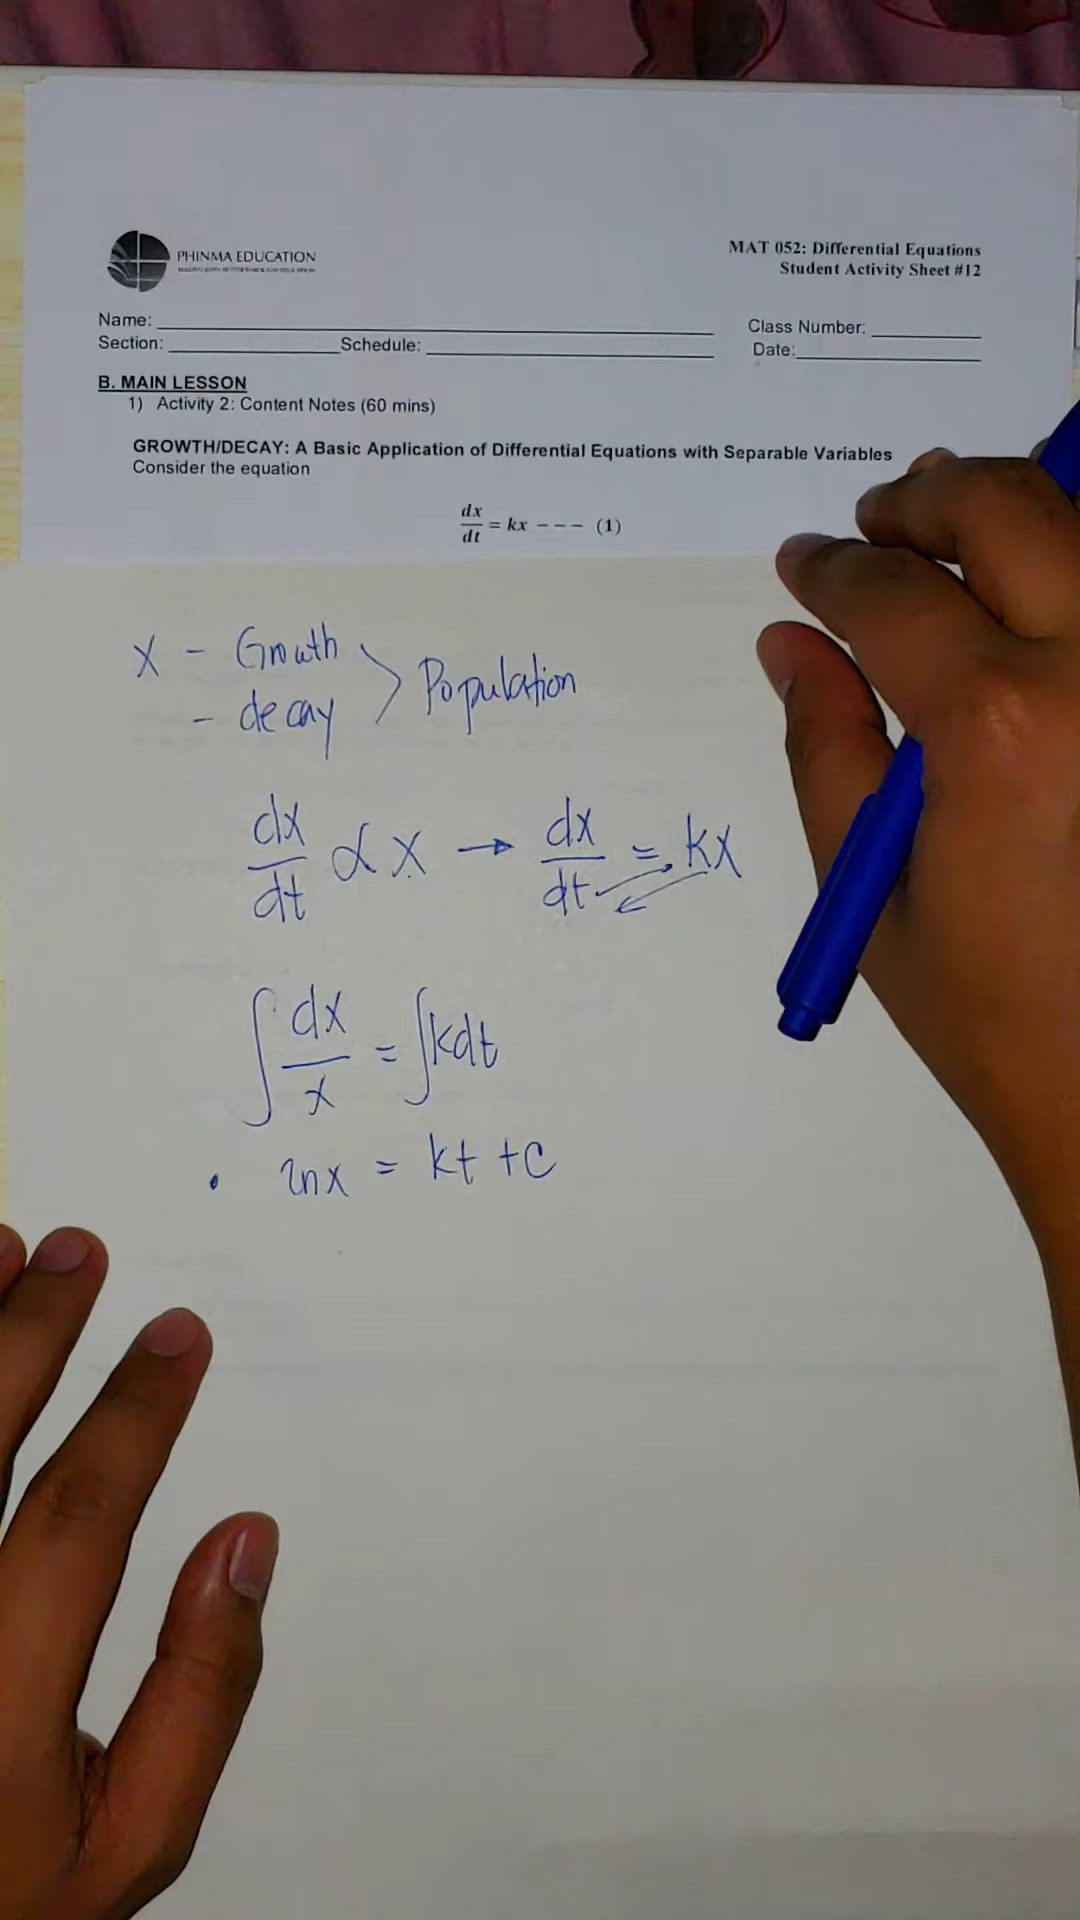 PHINMA EDUCATION
MAT 052: Differential Equations
Student Activity Sheet #12
Name:
Class Number:
Section: Schedule:
Date:
B. MAIN LESSON
1) Activity 2: Content Notes (60 mins)
GROWTH/DECAY: A Basic Application of Differential Equations with Separable Variables
Consider the equation
dx/dt = kx - - - (1)
x - Growth
- decay > Population
dx/dt ∝ x → dx/dt = kx
∫ dx/x = ∫kdt
lnx = kt + c